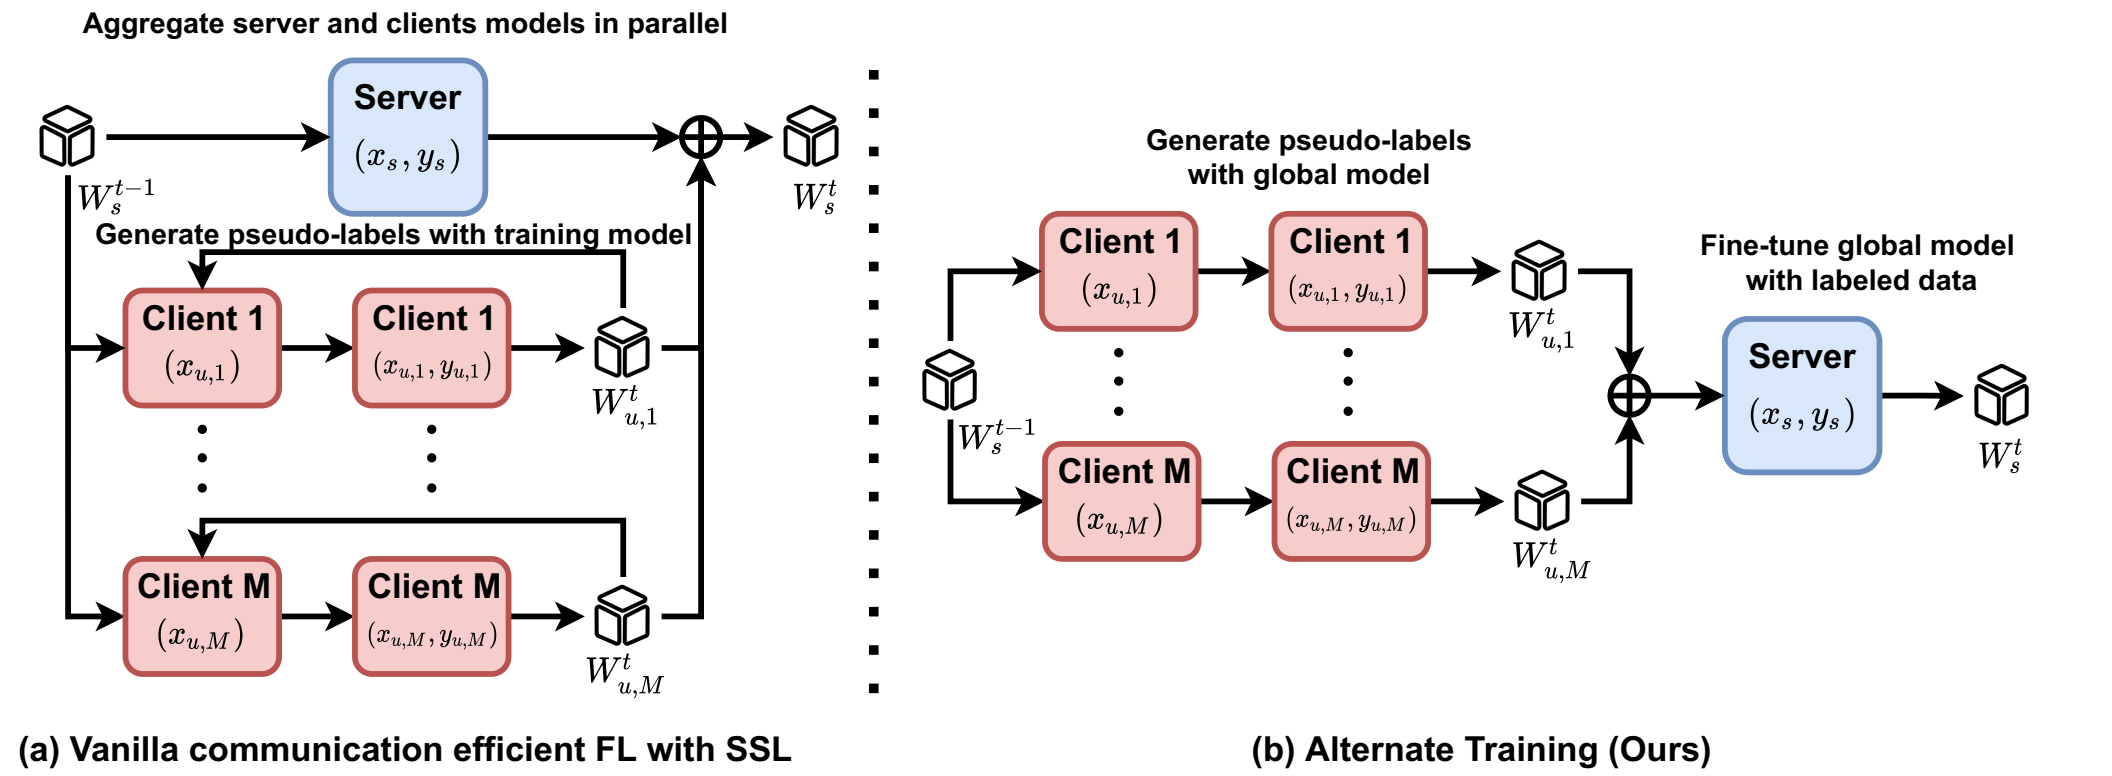 Aggregate server and clients models in parallel
Server
(x_s, y_s)
W_s^{t-1}
W_s^t
Generate pseudo-labels with training model
Client 1
(x_{u,1})
Client 1
(x_{u,1}, y_{u,1})
W_{u,1}^t
Client M
(x_{u,M})
Client M
(x_{u,M}, y_{u,M})
W_{u,M}^t
(a) Vanilla communication efficient FL with SSL
Generate pseudo-labels
with global model
Client 1
(x_{u,1})
Client 1
(x_{u,1}, y_{u,1})
W_{u,1}^t
W_s^{t-1}
Client M
(x_{u,M})
Client M
(x_{u,M}, y_{u,M})
W_{u,M}^t
Fine-tune global model
with labeled data
Server
(x_s, y_s)
W_s^t
(b) Alternate Training (Ours)